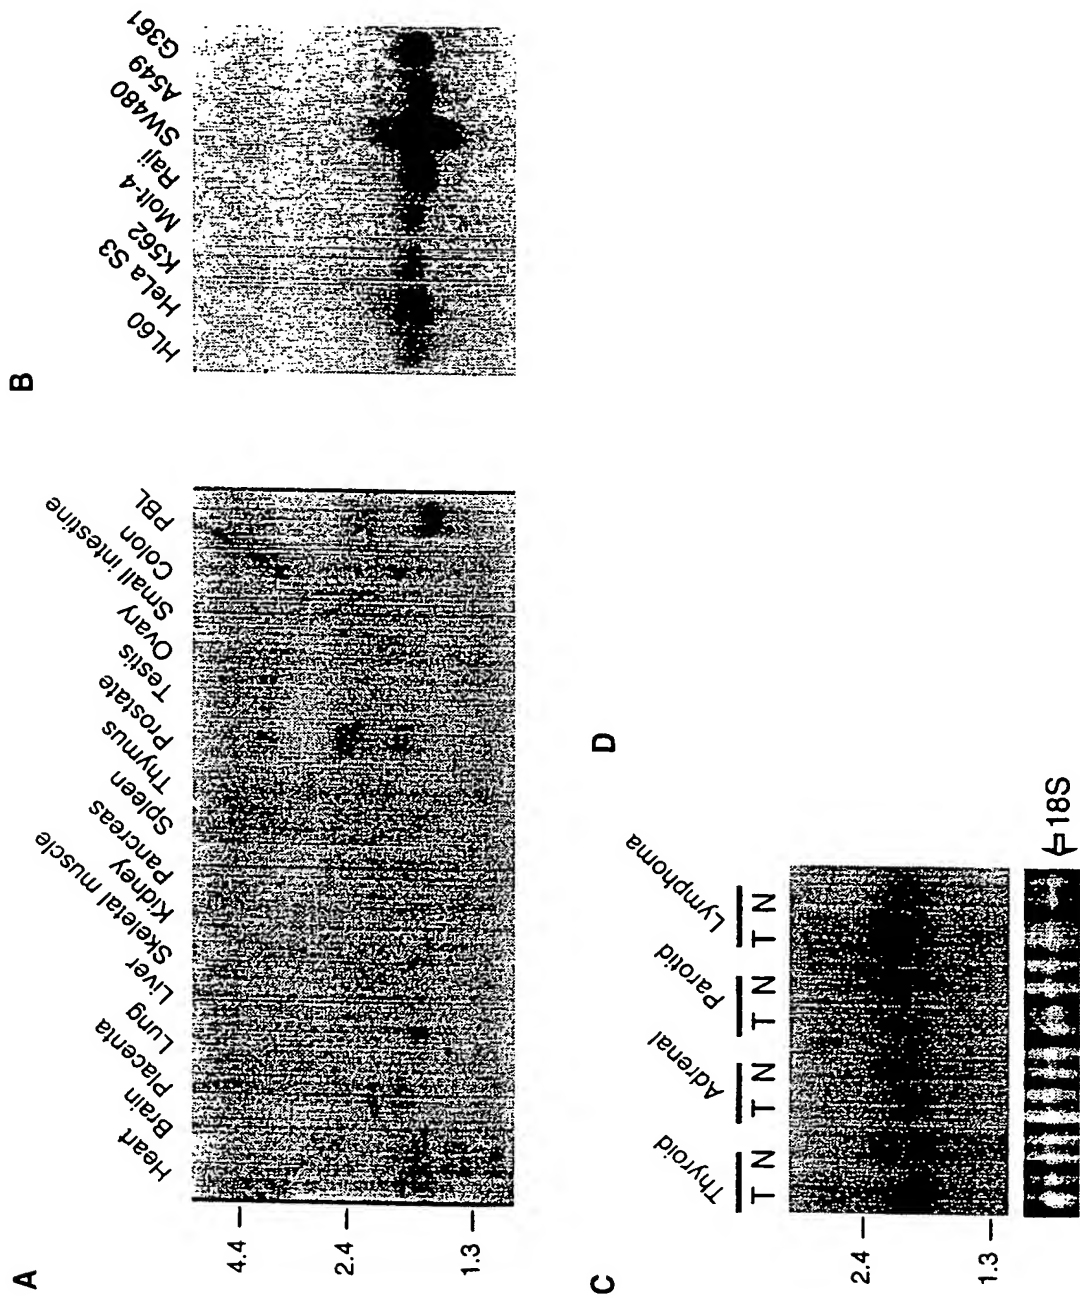 A
Heart
Brain
Placenta
Lung
Liver
Skeletal muscle
Kidney
Pancreas
Spleen
Thymus
Prostate
Testis
Ovary
Small intestine
Colon
PBL
4.4
2.4
1.3
B
HL60
HeLa S3
K562
Molt-4
Raji
SW480
A549
G361
C
Thyroid
Adrenal
Parotid
Lymphoma
T N T N T N T N
2.4
1.3
18S
D